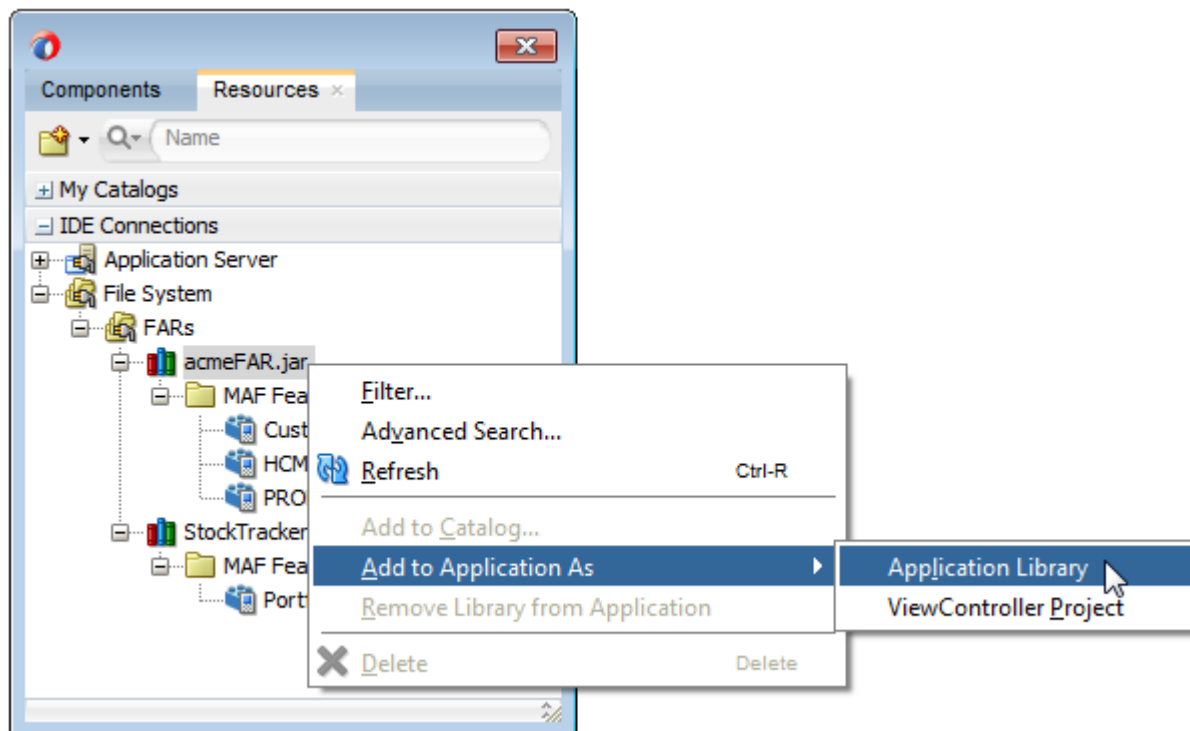 Components Resources
Name
My Catalogs
IDE Connections
Application Server
File System
FARs
acmeFAR.jar
MAF Fea
Cust
HCM
PRO
StockTracker
MAF Fea
Port
Filter...
Advanced Search...
Refresh Ctrl-R
Add to Catalog...
Add to Application As
Remove Library from Application
Delete Delete
Application Library
ViewController Project